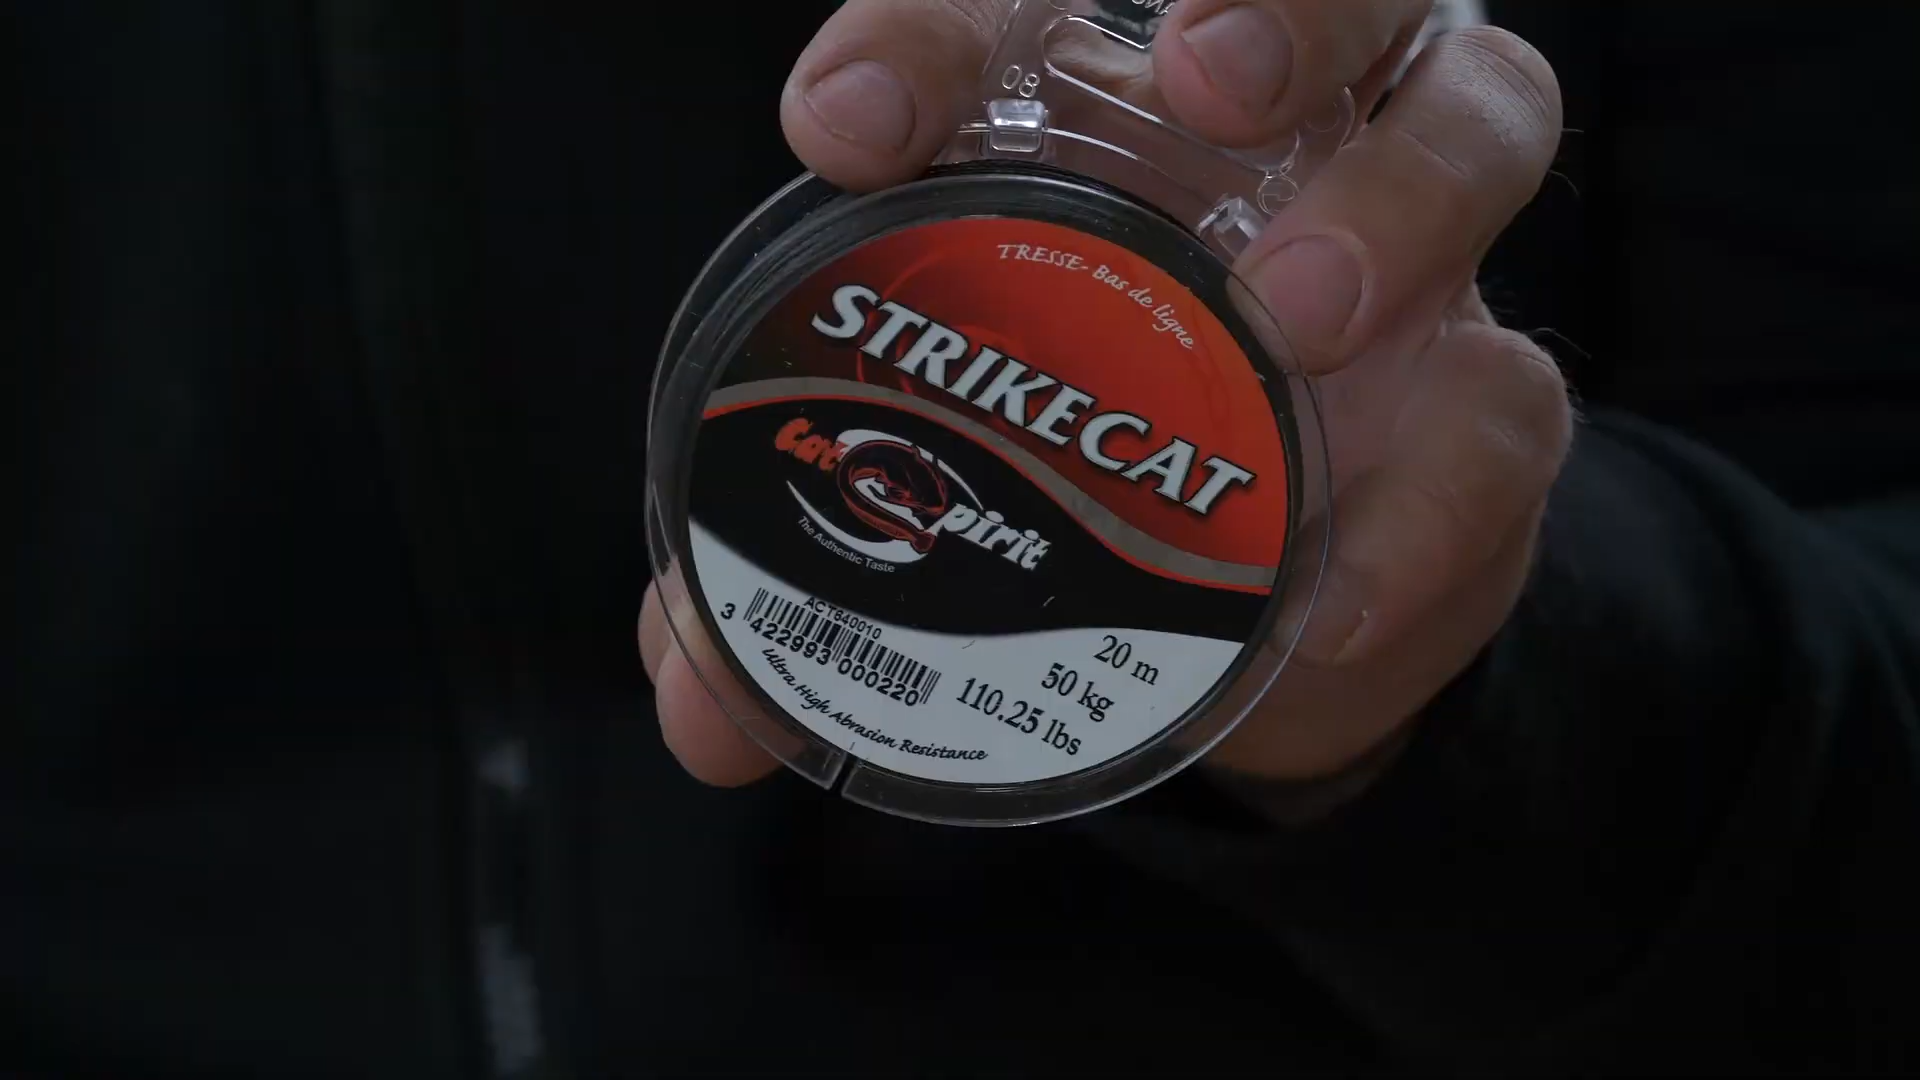 08
TRESSE- Bas de ligne
STRIKECAT
Cat Spirit
The Authentic Taste
ACT640010
3 422993 000220
20 m
50 kg
110.25 lbs
Ultra High Abrasion Resistance